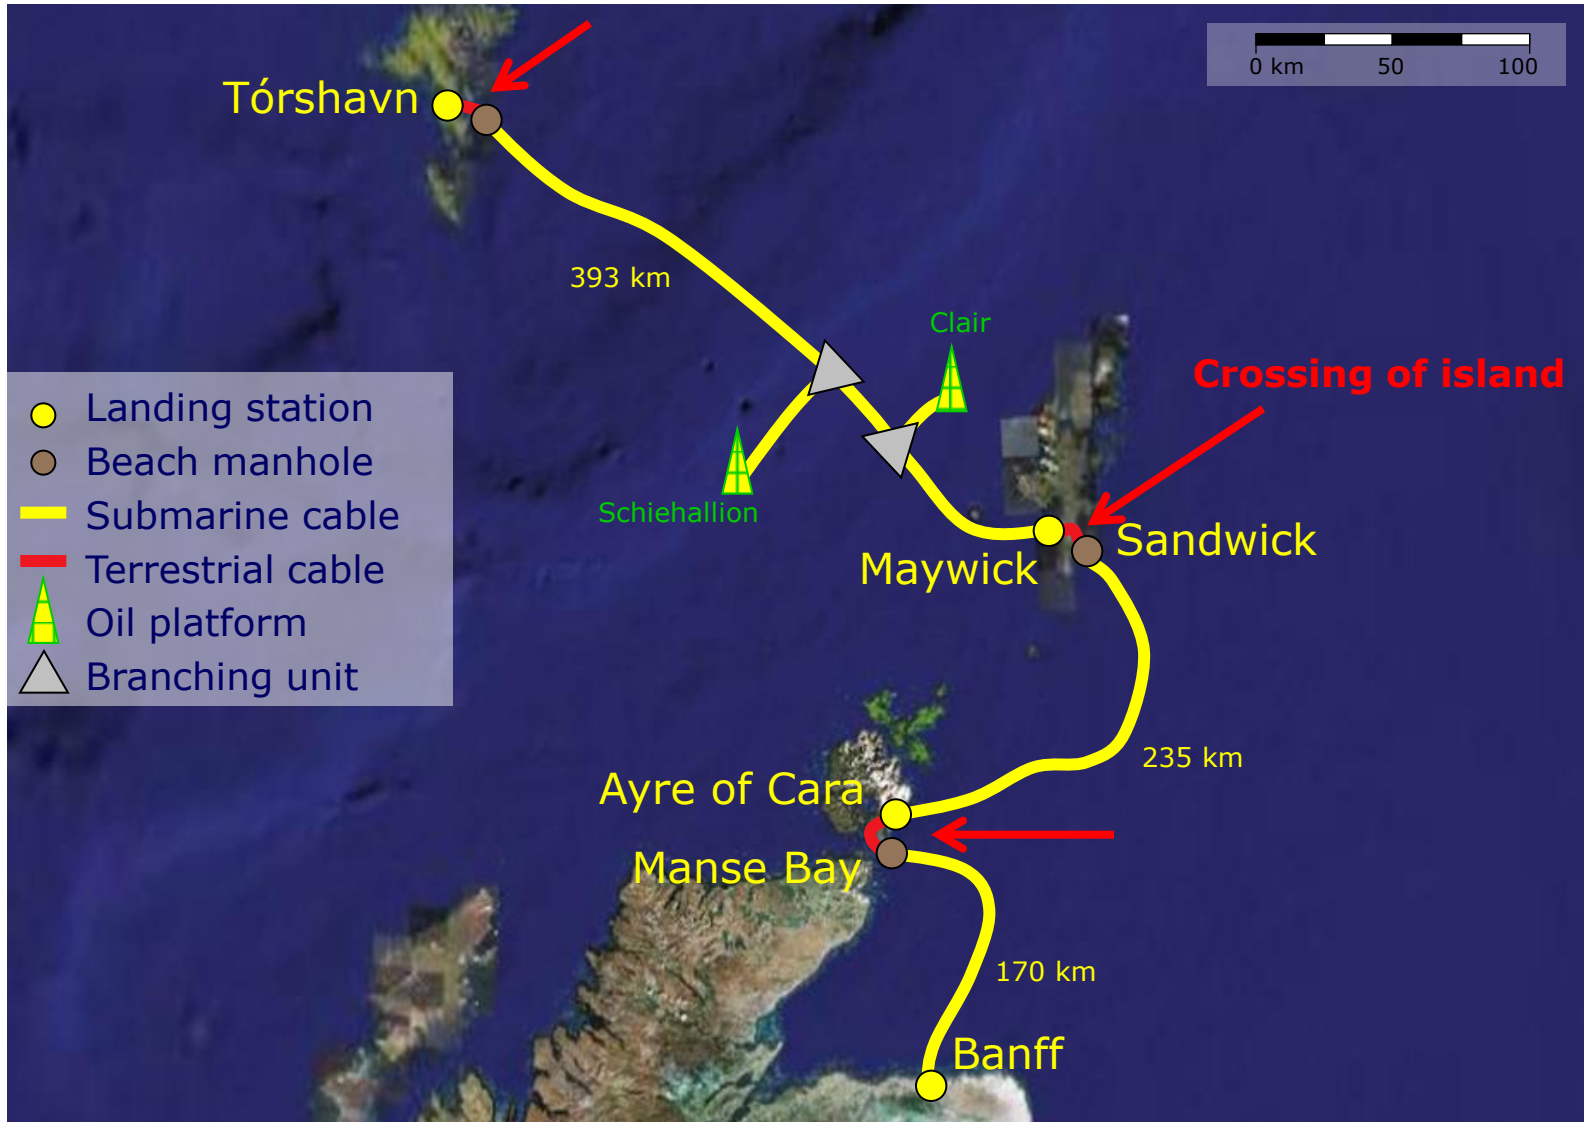 Tórshavn
0 km 50 100
393 km
Clair
Crossing of island
Landing station
Beach manhole
Submarine cable
Terrestrial cable
Oil platform
Branching unit
Schiehallion
Sandwick
Maywick
235 km
Ayre of Cara
Manse Bay
170 km
Banff